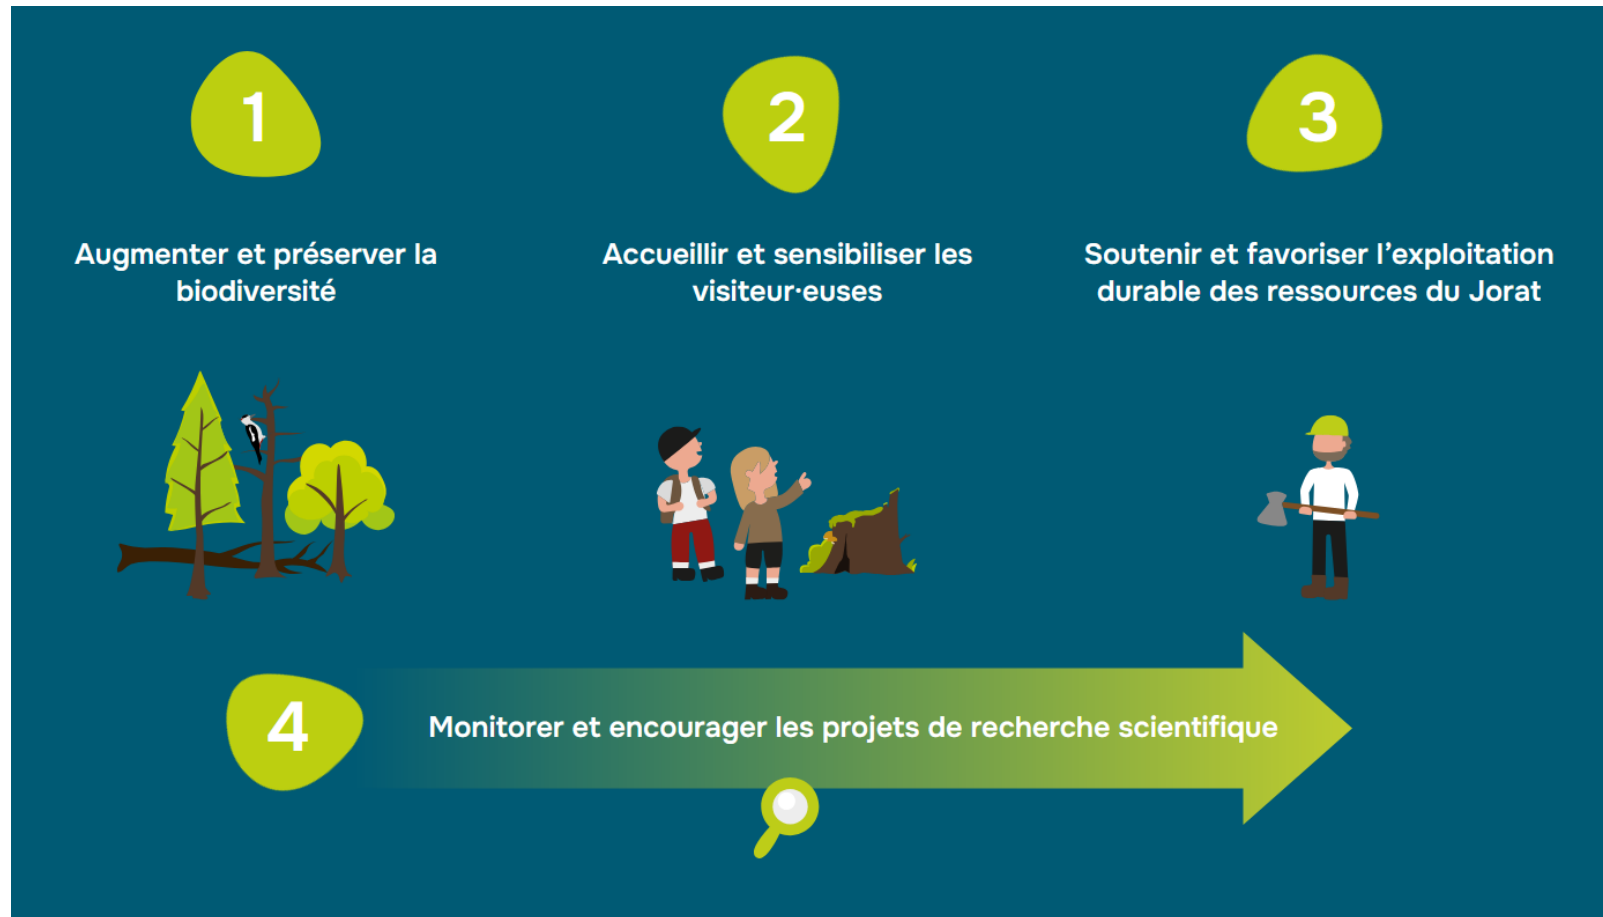 1
Augmenter et préserver la
biodiversité
2
Accueillir et sensibiliser les
visiteur·euses
3
Soutenir et favoriser l’exploitation
durable des ressources du Jorat
4
Monitorer et encourager les projets de recherche scientifique